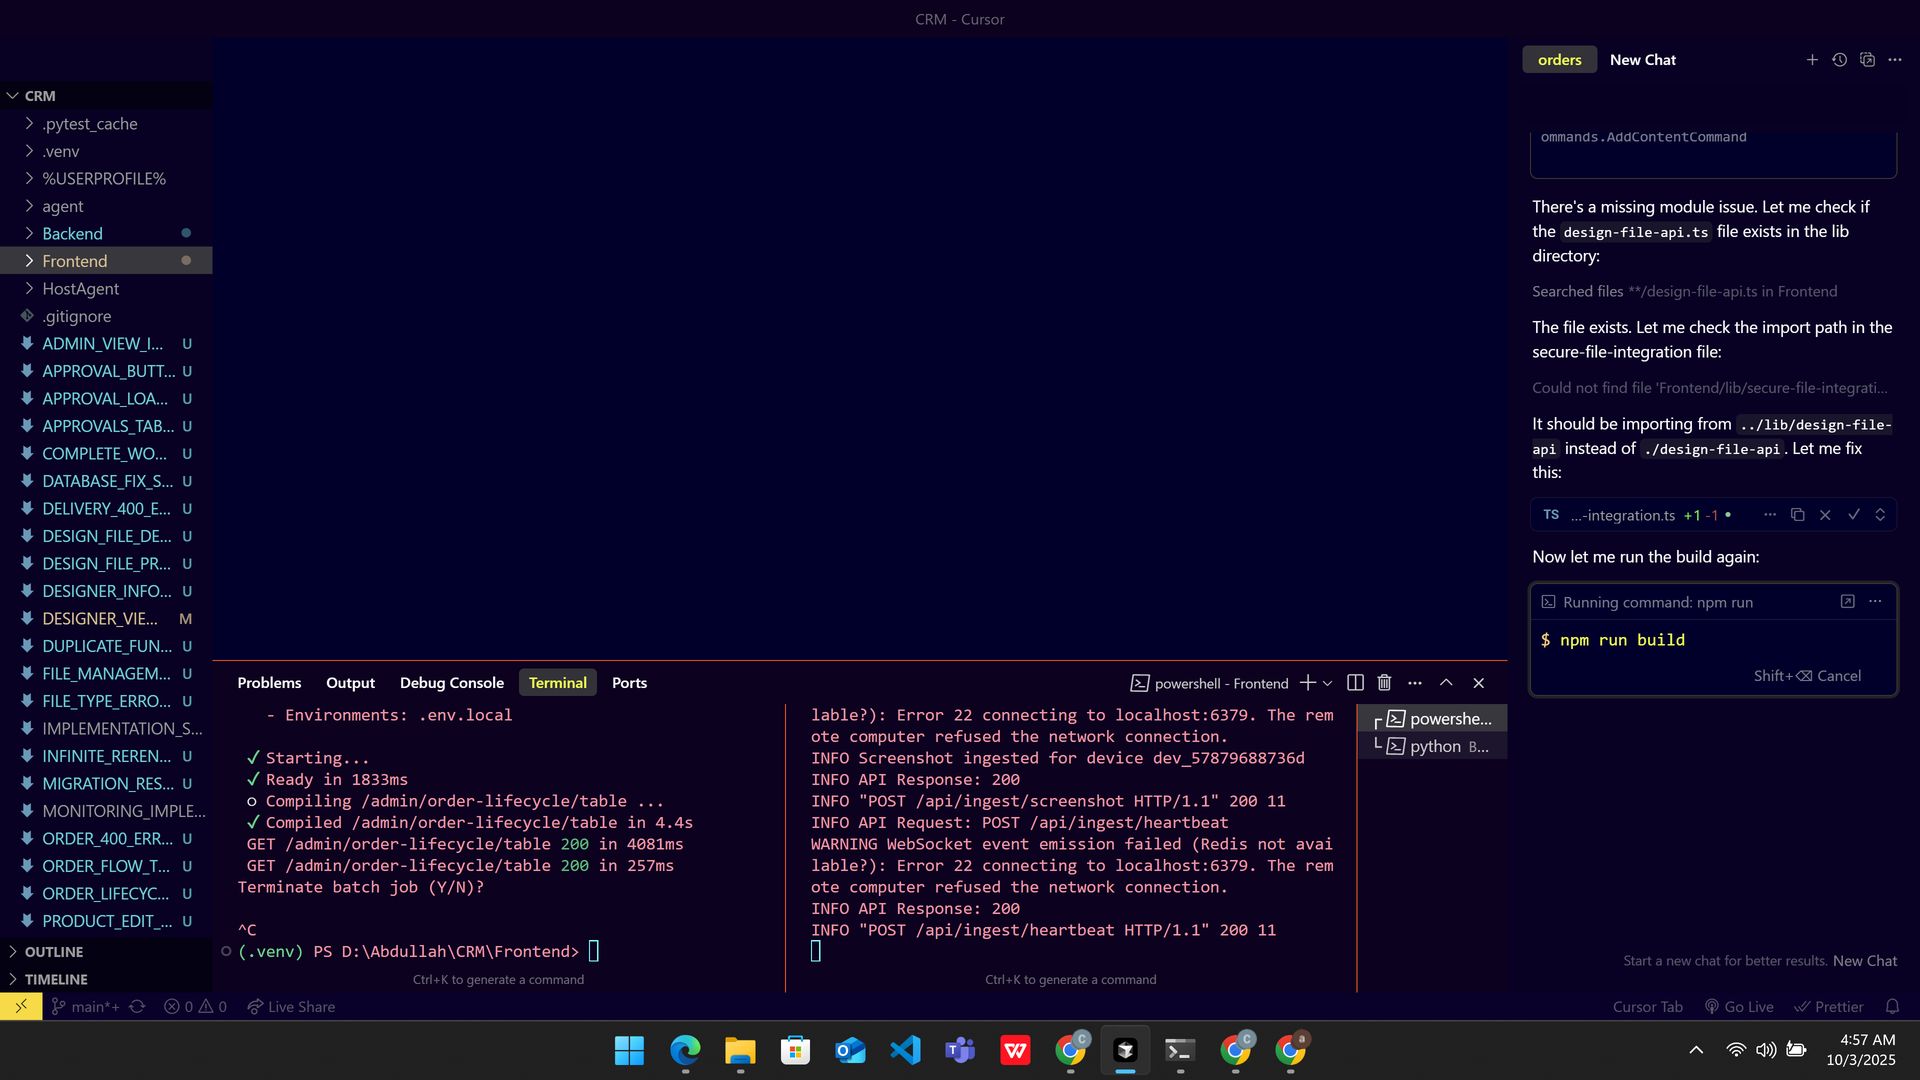 CRM - Cursor
CRM
.pytest_cache
.venv
%USERPROFILE%
agent
Backend
Frontend
HostAgent
.gitignore
ADMIN_VIEW_I... U
APPROVAL_BUTT... U
APPROVAL_LOA... U
APPROVALS_TAB... U
COMPLETE_WO... U
DATABASE_FIX_S... U
DELIVERY_400_E... U
DESIGN_FILE_DE... U
DESIGN_FILE_PR... U
DESIGNER_INFO... U
DESIGNER_VIE... M
DUPLICATE_FUN... U
FILE_MANAGEM... U
FILE_TYPE_ERRO... U
IMPLEMENTATION_S...
INFINITE_REREN... U
MIGRATION_RES... U
MONITORING_IMPLE...
ORDER_400_ERR... U
ORDER_FLOW_T... U
ORDER_LIFECYC... U
PRODUCT_EDIT_... U
OUTLINE
TIMELINE
Problems Output Debug Console Terminal Ports
powershell - Frontend
- Environments: .env.local
✓ Starting...
✓ Ready in 1833ms
○ Compiling /admin/order-lifecycle/table ...
✓ Compiled /admin/order-lifecycle/table in 4.4s
GET /admin/order-lifecycle/table 200 in 4081ms
GET /admin/order-lifecycle/table 200 in 257ms
Terminate batch job (Y/N)?
^C
(.venv) PS D:\Abdullah\CRM\Frontend>
Ctrl+K to generate a command
lable?): Error 22 connecting to localhost:6379. The rem
ote computer refused the network connection.
INFO Screenshot ingested for device dev_57879688736d
INFO API Response: 200
INFO "POST /api/ingest/screenshot HTTP/1.1" 200 11
INFO API Request: POST /api/ingest/heartbeat
WARNING WebSocket event emission failed (Redis not avai
lable?): Error 22 connecting to localhost:6379. The rem
ote computer refused the network connection.
INFO API Response: 200
INFO "POST /api/ingest/heartbeat HTTP/1.1" 200 11
Ctrl+K to generate a command
powershe...
python B...
orders New Chat
ommands.AddContentCommand
There's a missing module issue. Let me check if
the design-file-api.ts file exists in the lib
directory:
Searched files **/design-file-api.ts in Frontend
The file exists. Let me check the import path in the
secure-file-integration file:
Could not find file 'Frontend/lib/secure-file-integrati...
It should be importing from ../lib/design-file-
api instead of ./design-file-api. Let me fix
this:
TS ...-integration.ts +1 -1
Now let me run the build again:
Running command: npm run
$ npm run build
Shift+⌫ Cancel
Start a new chat for better results. New Chat
main*+ 0 0 Live Share
Cursor Tab Go Live Prettier
4:57 AM
10/3/2025